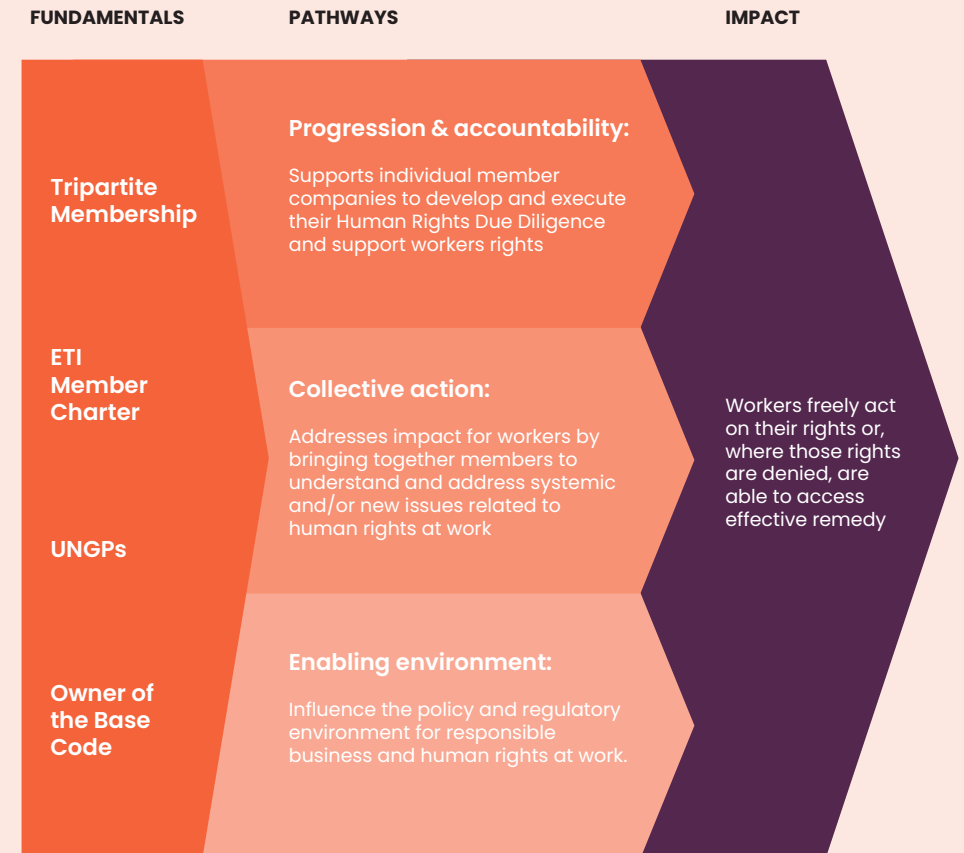 FUNDAMENTALS
PATHWAYS
IMPACT
Tripartite
Membership
ETI
Member
Charter
UNGPs
Owner of
the Base
Code
Progression & accountability:
Supports individual member
companies to develop and execute
their Human Rights Due Diligence
and support workers rights
Collective action:
Addresses impact for workers by
bringing together members to
understand and address systemic
and/or new issues related to
human rights at work
Enabling environment:
Influence the policy and regulatory
environment for responsible
business and human rights at work.
Workers freely act
on their rights or,
where those rights
are denied, are
able to access
effective remedy